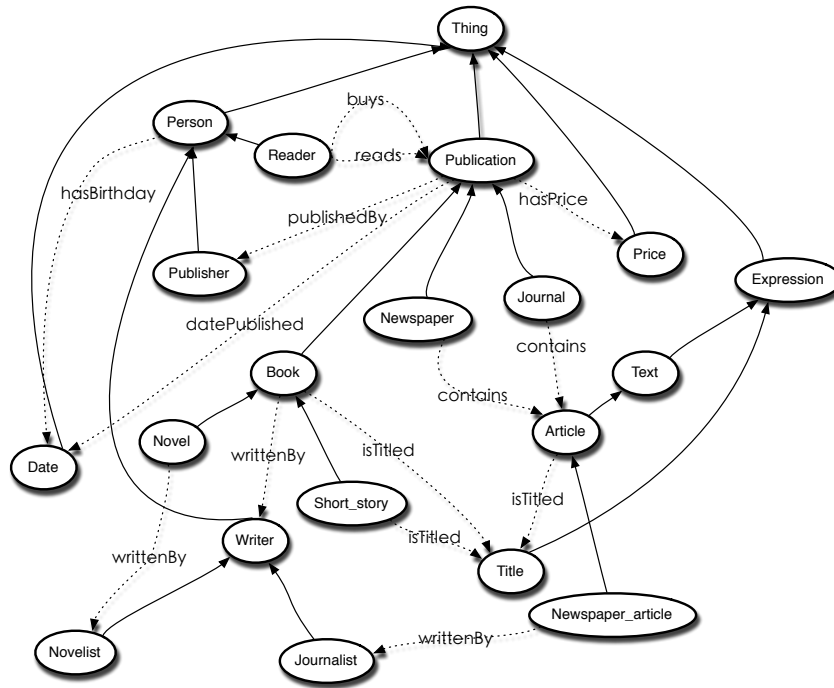 Thing
buys
Person
Reader
reads
Publication
hasBirthday
hasPrice
publishedBy
Publisher
Price
Expression
Journal
Newspaper
datePublished
contains
Book
Text
contains
Novel
Article
writtenBy
isTitled
Date
isTitled
Short_story
Writer
isTitled
writtenBy
Title
Newspaper_article
writtenBy
Novelist
Journalist